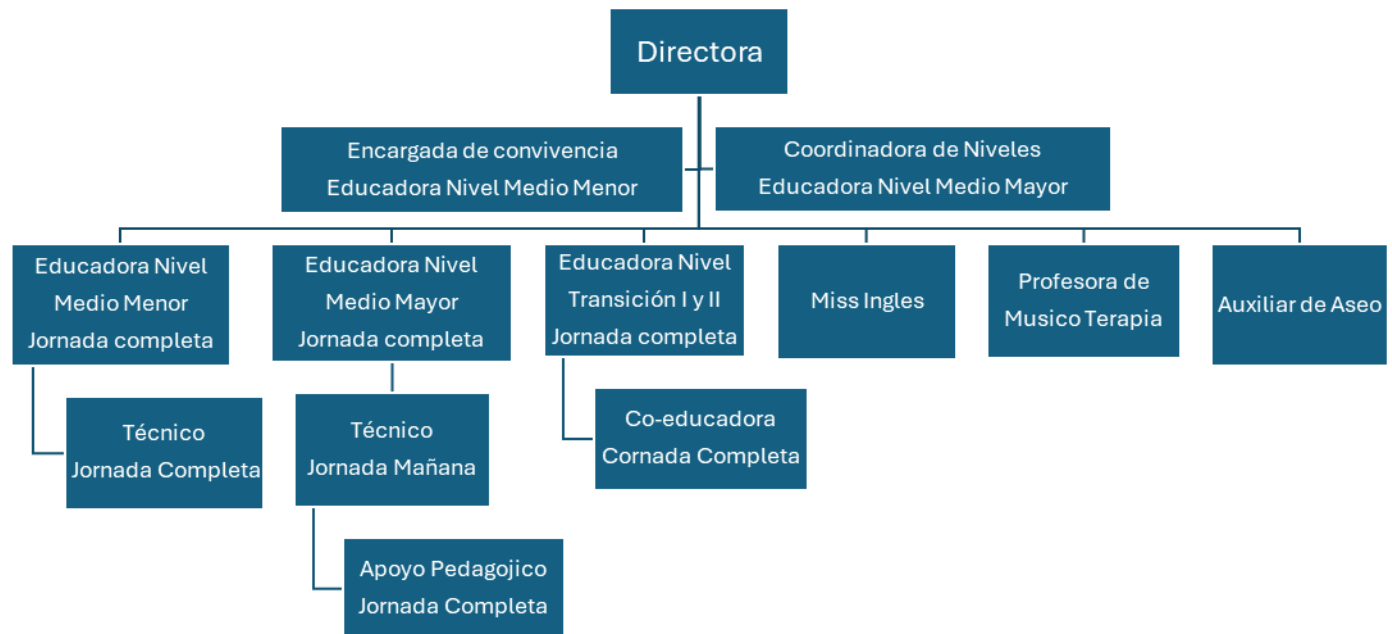 Directora
Encargada de convivencia
Educadora Nivel Medio Menor
Coordinadora de Niveles
Educadora Nivel Medio Mayor
Educadora Nivel
Medio Menor
Jornada completa
Educadora Nivel
Medio Mayor
Jornada completa
Educadora Nivel
Transición I y II
Jornada completa
Miss Ingles
Profesora de
Musico Terapia
Auxiliar de Aseo
Técnico
Jornada Completa
Técnico
Jornada Mañana
Co-educadora
Cornada Completa
Apoyo Pedagojico
Jornada Completa